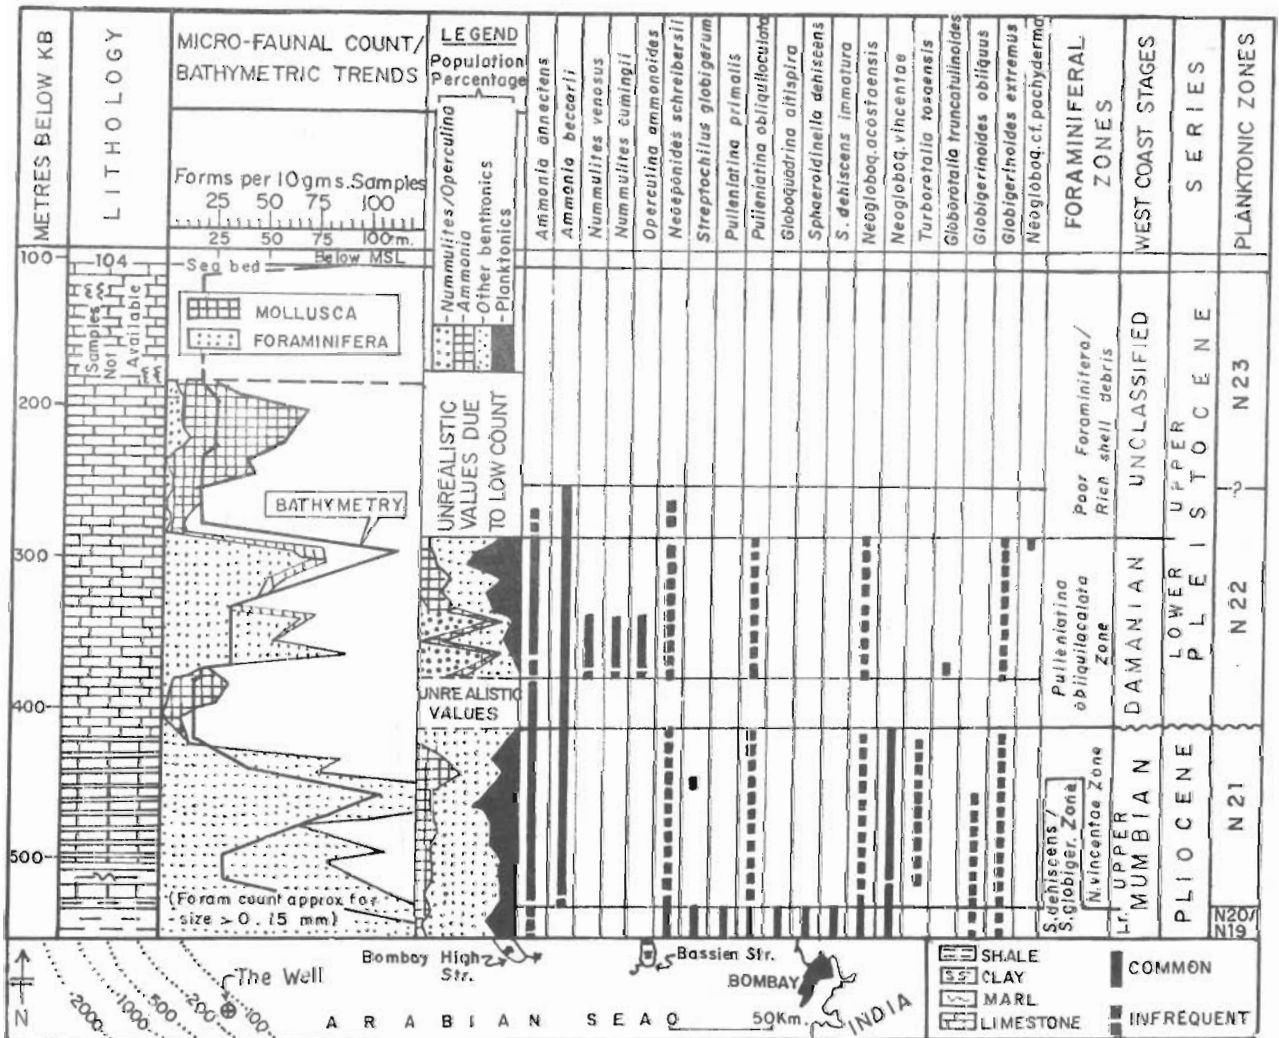 METRES BELOW KB
LITHOLOGY
MICRO-FAUNAL COUNT/
BATHYMETRIC TRENDS
Forms per 10 gms. Samples
25 50 75 100
25 50 75 100m.
Below MSL
LEGEND
Population
Percentage
Nummulites/Operculina
Ammonia
Other benthonics
Planktonics
Ammonia annectens
Ammonia beccarii
Nummulites venosus
Nummulites cumingii
Operculina ammonoides
Neoeponides schreibersii
Streptochilus globigerum
Pulleniatina primalis
Pulleniatina obliquiloculata
Globoquadrina altispira
Sphaeroidinella dehiscens
S. dehiscens immatura
Neogloboq. acostaensis
Neogloboq. vincentae
Turborotalia tosaensis
Globorotalia truncatulinoides
Globigerinoides obliquus
Globigerinoides extremus
Neogloboq. cf. pachyderma
FORAMINIFERAL
ZONES
WEST COAST STAGES
SERIES
PLANKTONIC ZONES
100
104
Sea bed
Samples
Not
Available
MOLLUSCA
FORAMINIFERA
200
300
400
500
BATHYMETRY
UNREALISTIC
VALUES DUE
TO LOW COUNT
UNREALISTIC
VALUES
(Foram count approx for
size > 0.15 mm)
Poor Foraminifera/
Rich shell debris
UNCLASSIFIED
UPPER
PLEISTOCENE
N23
?
Pulleniatina
obliquilacalata
Zone
DAMANIAN
LOWER
N22
S.dehiscens/
S.globiger. Zone
N.vincentae Zone
Lr.
UPPER
MUMBIAN
PLIOCENE
N21
N20/
N19
N
2000
1000
500
200
100
The Well
Bombay High
Str.
Bassien Str.
BOMBAY
INDIA
ARABIAN SEA
0 50Km.
SHALE
CLAY
MARL
LIMESTONE
COMMON
INFREQUENT